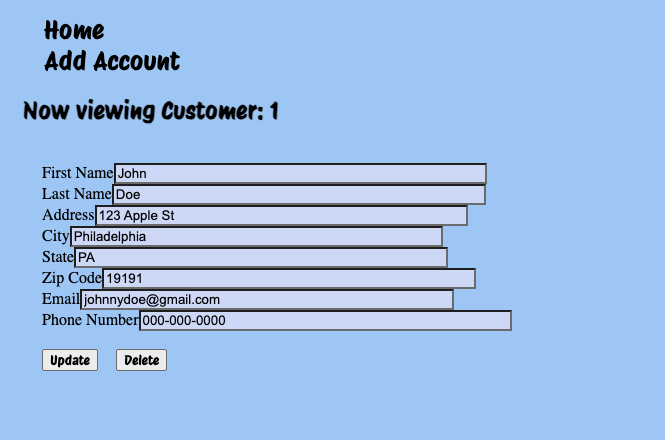 Home
Add Account
Now viewing Customer: 1
First Name John
Last Name Doe
Address 123 Apple St
City Philadelphia
State PA
Zip Code 19191
Email johnnydoe@gmail.com
Phone Number 000-000-0000
Update Delete